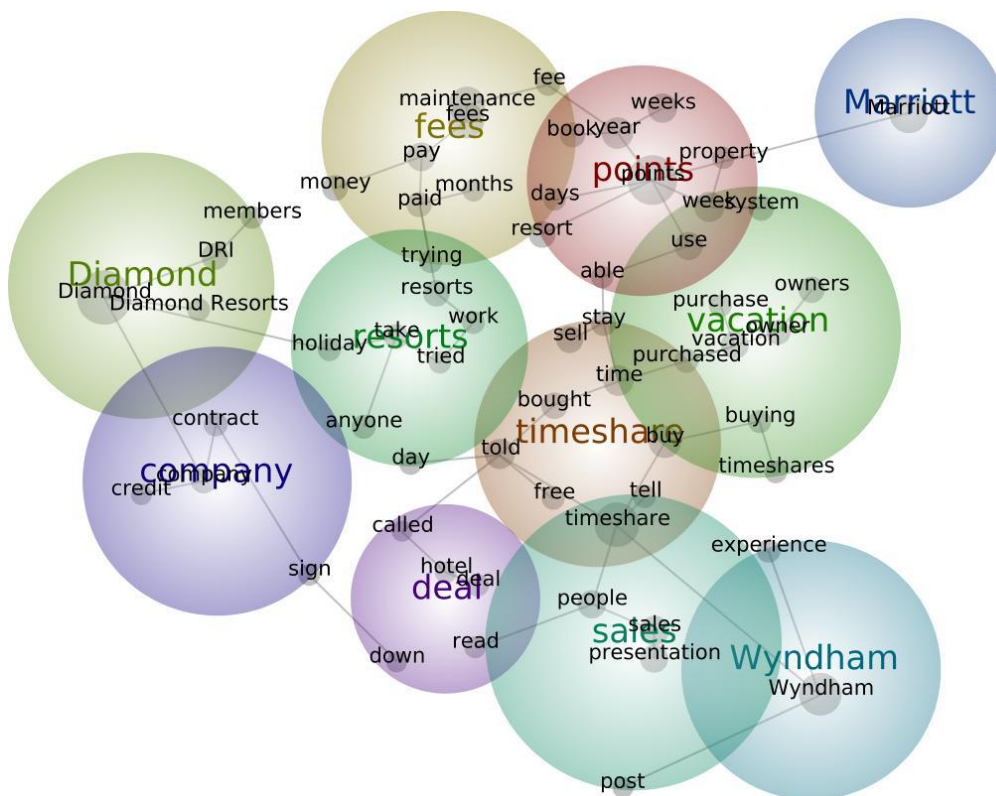 fee
maintenance
weeks
Marriott
Marriott
fees
fees
book
year
pay
property
points
points
money
months
days
paid
week
system
members
resort
DRI
use
trying
Diamond
able
owners
Diamond
resorts
Diamond Resorts
purchase
stay
work
vacation
owner
take
sell
resorts
holiday
vacation
tried
purchased
time
bought
contract
anyone
buying
timeshare
buy
told
day
timeshares
company
company
credit
free
tell
called
timeshare
experience
hotel
sign
deal
deal
people
sales
sales
read
presentation
down
Wyndham
Wyndham
post